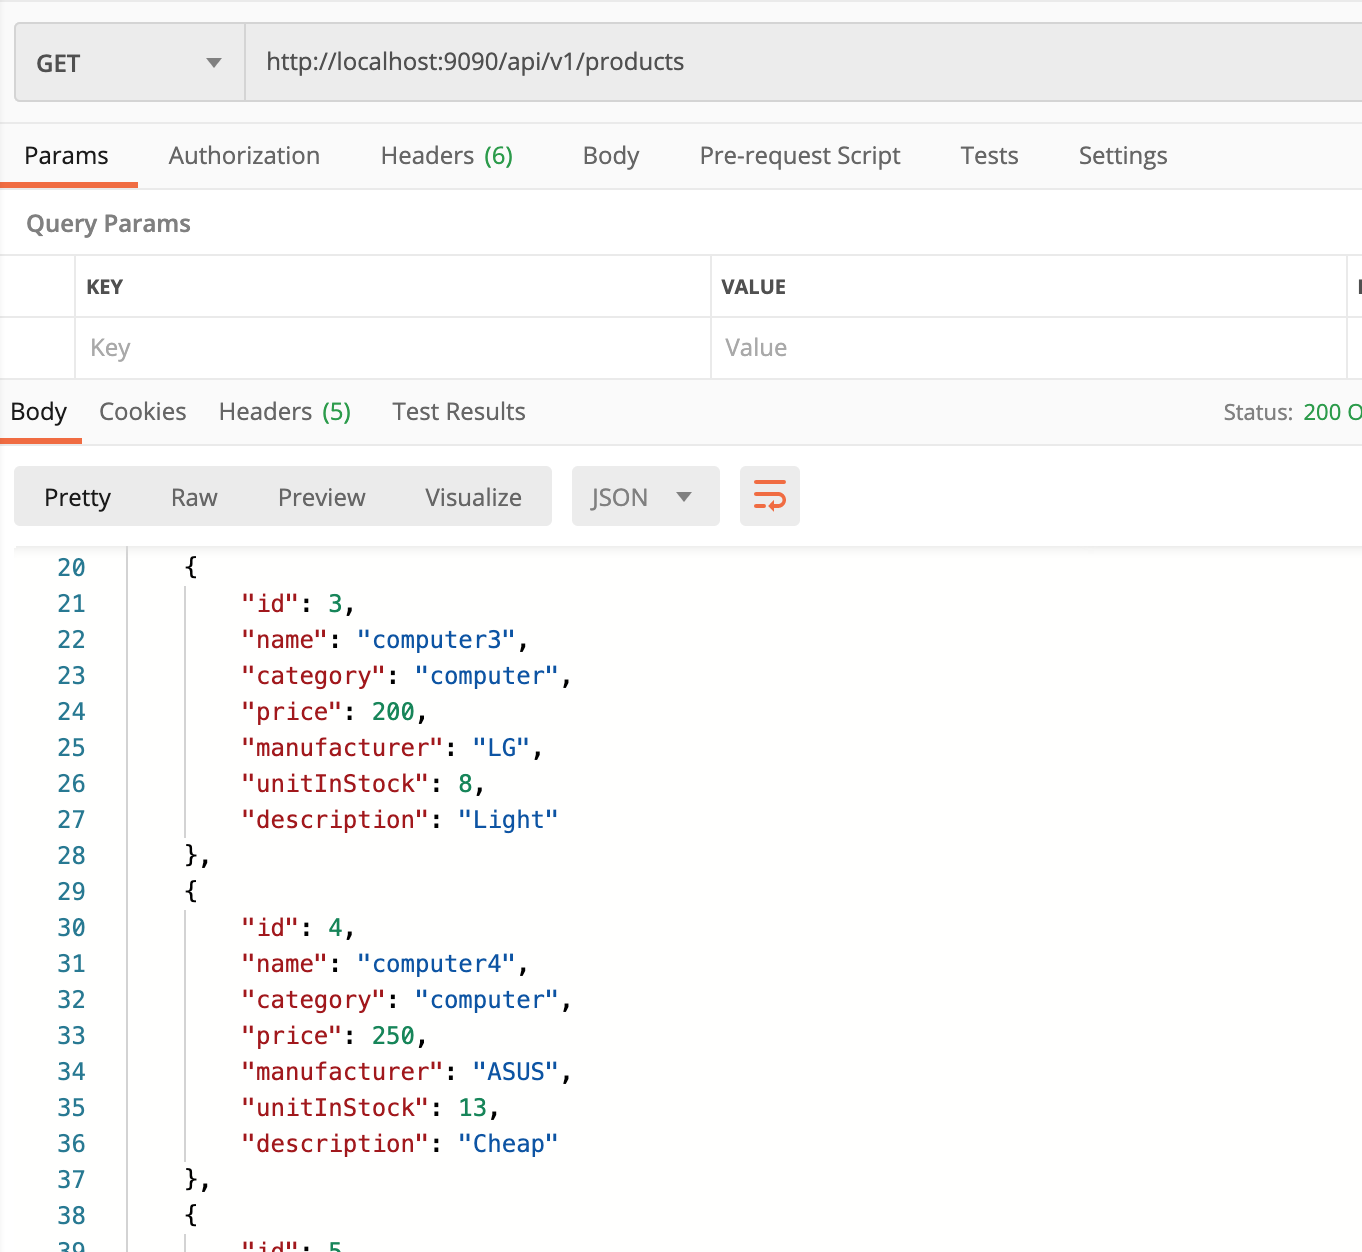 GET http://localhost:9090/api/v1/products
Params Authorization Headers (6) Body Pre-request Script Tests Settings
Query Params
KEY VALUE
Key Value
Body Cookies Headers (5) Test Results Status: 200 O
Pretty Raw Preview Visualize JSON
20 {
21 "id": 3,
22 "name": "computer3",
23 "category": "computer",
24 "price": 200,
25 "manufacturer": "LG",
26 "unitInStock": 8,
27 "description": "Light"
28 },
29 {
30 "id": 4,
31 "name": "computer4",
32 "category": "computer",
33 "price": 250,
34 "manufacturer": "ASUS",
35 "unitInStock": 13,
36 "description": "Cheap"
37 },
38 {
39 "id": 5